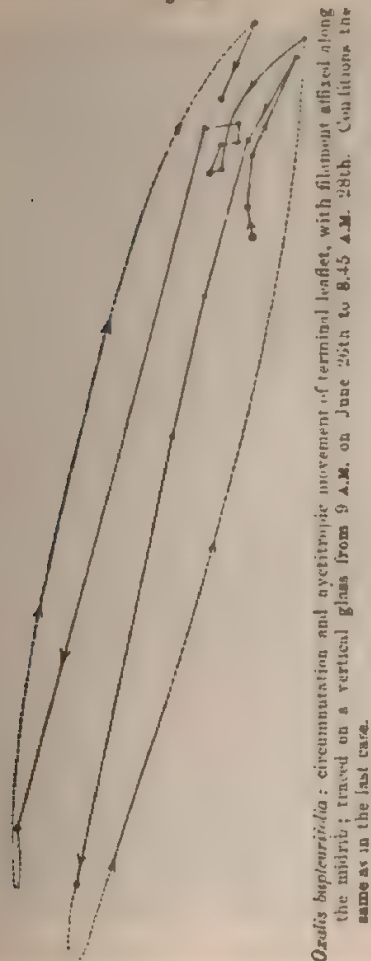 Oxalis bupleurifolia: circumnutation and nyctitropic movement of terminal leaflet, with filament affixed along
the midrib; traced on a vertical glass from 9 A.M. on June 26th to 8.45 A.M. 28th. Conditions the
same as in the last case.